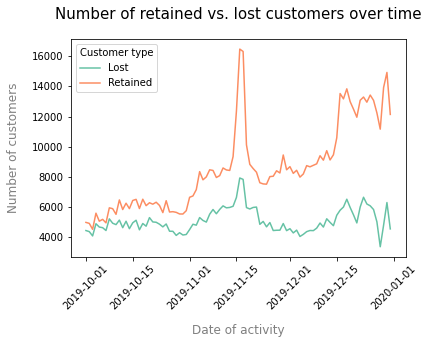 Number of retained vs. lost customers over time
Customer type
Lost
Retained
Number of customers
16000
14000
12000
10000
8000
6000
4000
2019-10-01
2019-10-15
2019-11-01
2019-11-15
2019-12-01
2019-12-15
2020-01-01
Date of activity